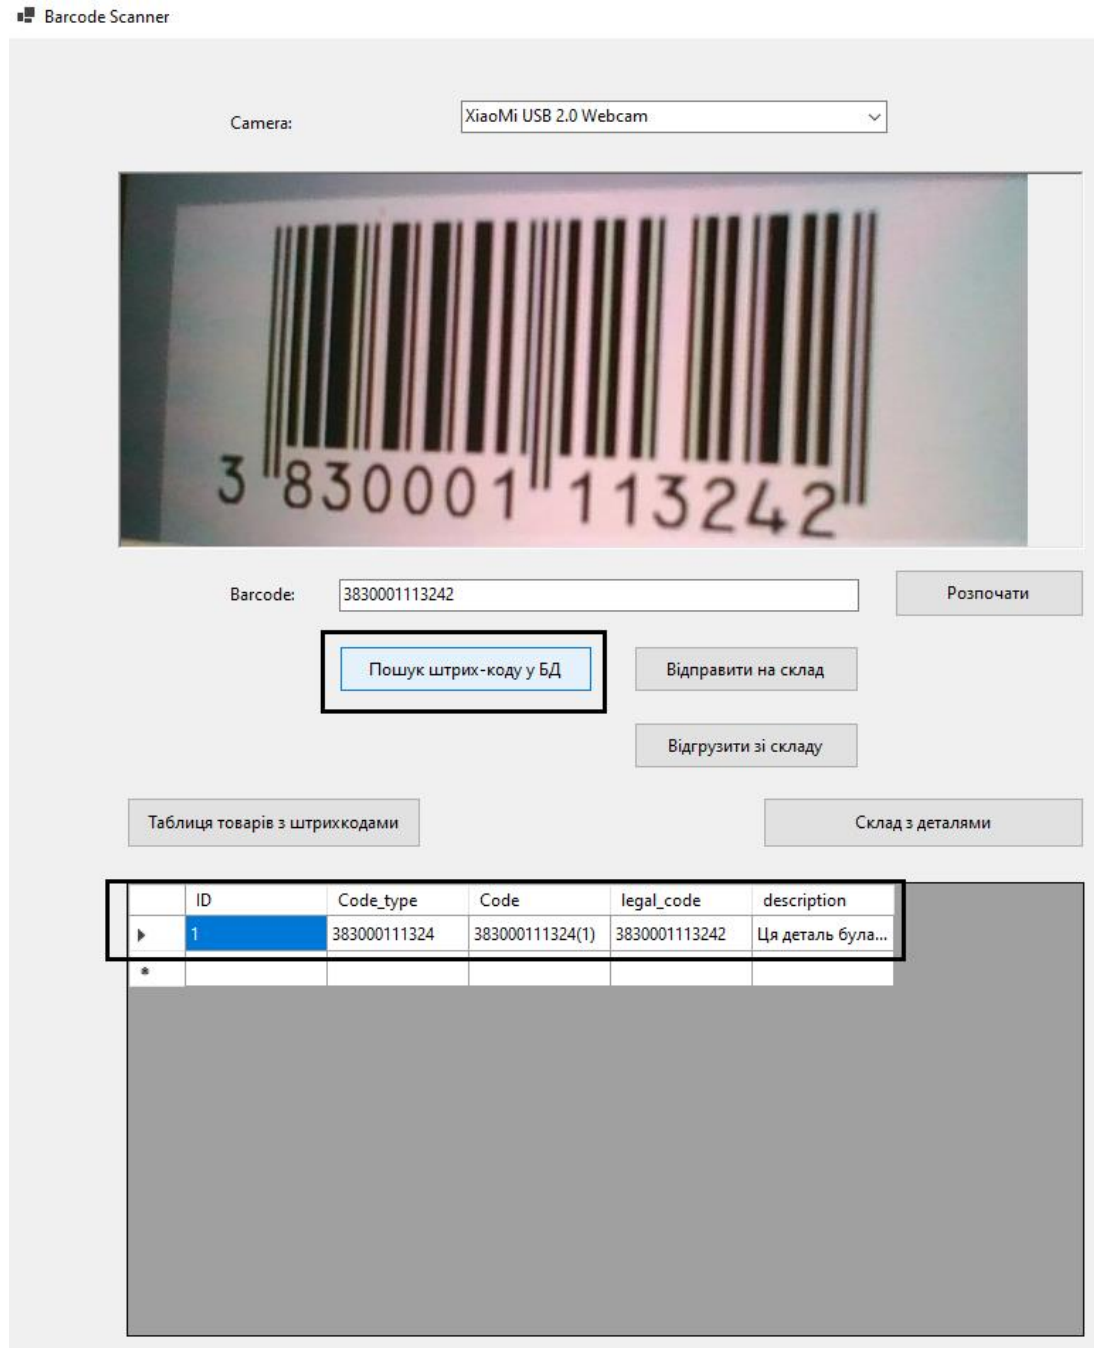 Barcode Scanner
Camera: XiaoMi USB 2.0 Webcam
3 830001 113242
Barcode: 3830001113242 Розпочати
Пошук штрих-коду у БД Відправити на склад
Відгрузити зі складу
Таблиця товарів з штрихкодами Склад з деталями
ID Code_type Code legal_code description
1 383000111324 383000111324(1) 3830001113242 Ця деталь була...